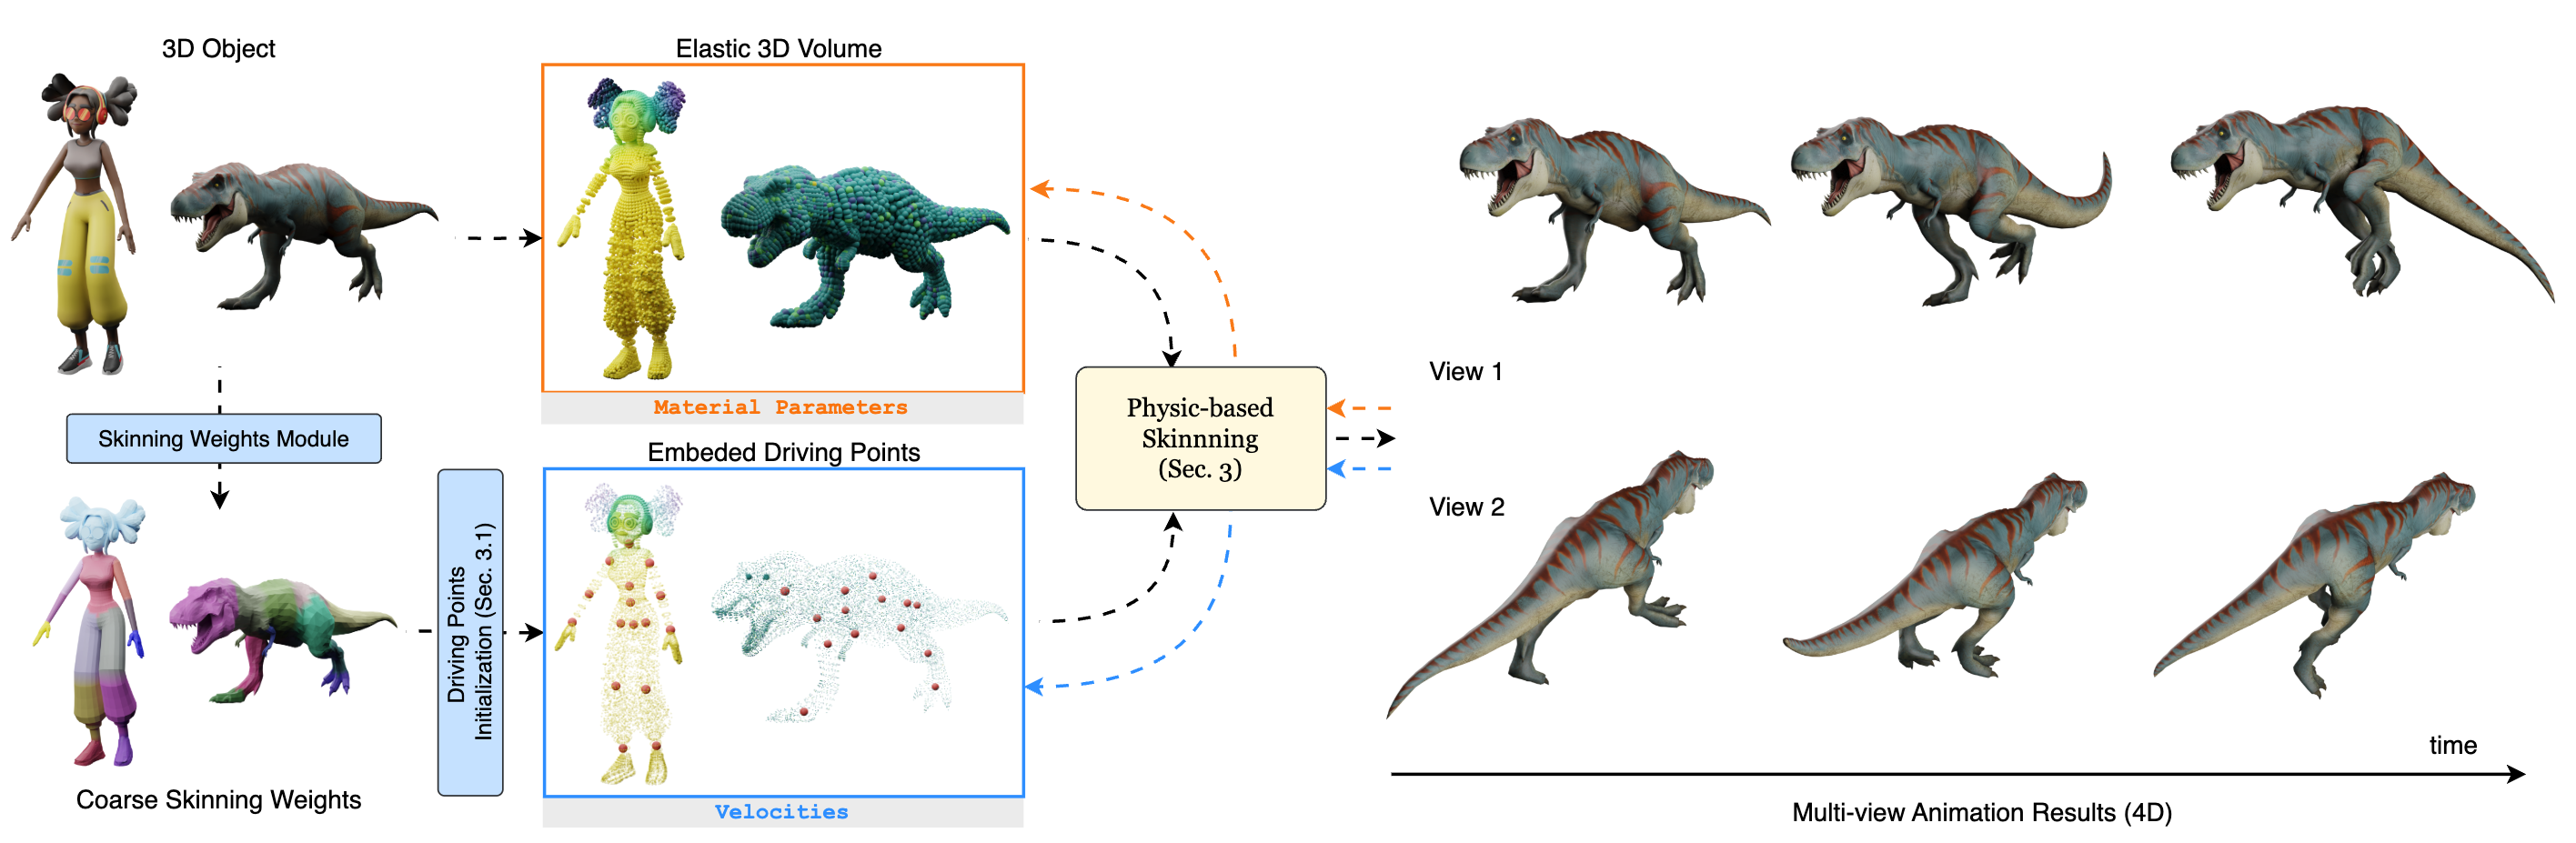 3D Object
Elastic 3D Volume
Material Parameters
Skinning Weights Module
Coarse Skinning Weights
Driving Points
Initialization (Sec. 3.1)
Embeded Driving Points
Velocities
Physic-based
Skinnning
(Sec. 3)
View 1
View 2
time
Multi-view Animation Results (4D)